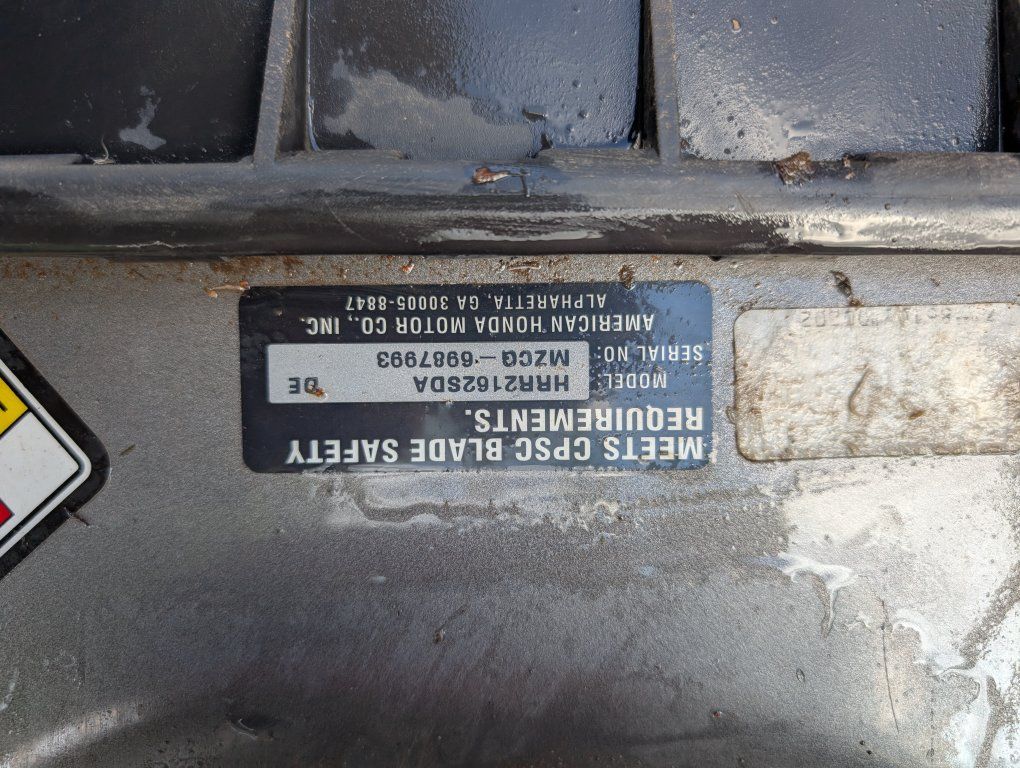 MEETS CPSC BLADE SAFETY
REQUIREMENTS.
MODEL: HRR2162SDA DE
SERIAL NO: MZCG-6987993
AMERICAN HONDA MOTOR CO., INC.
ALPHARETTA, GA 30005-8847